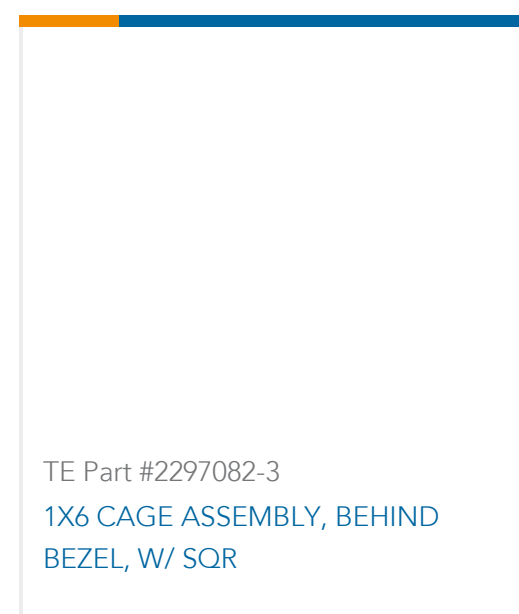 TE Part #2297082-3
1X6 CAGE ASSEMBLY, BEHIND
BEZEL, W/ SQR